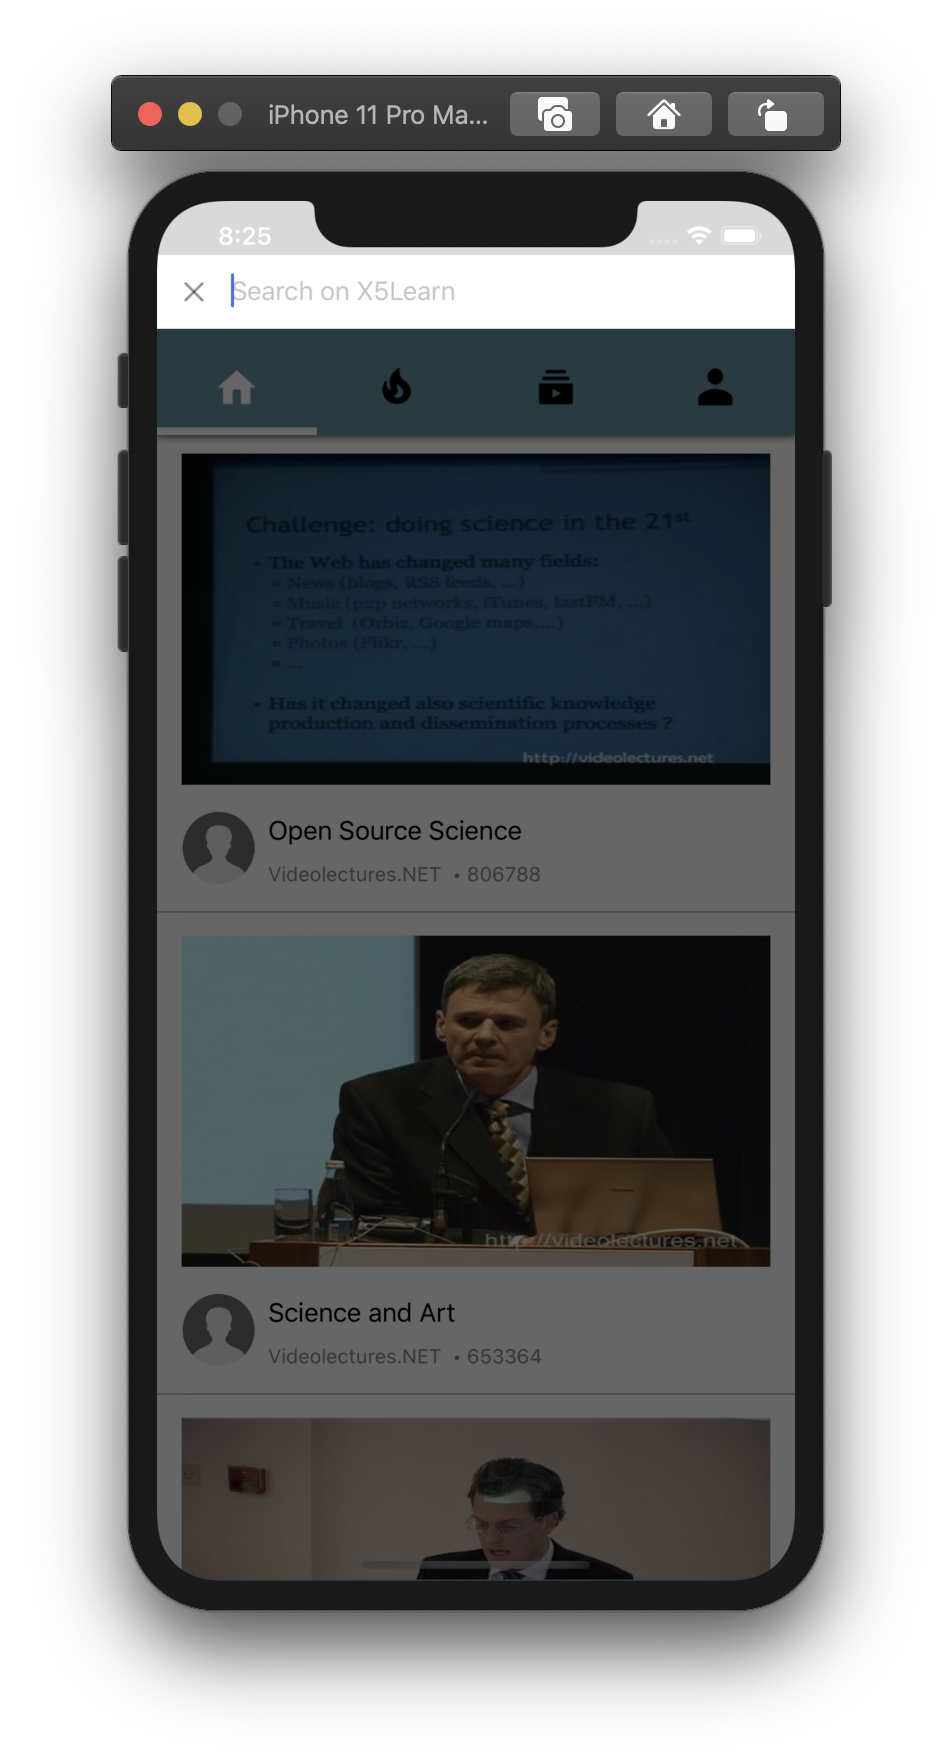 iPhone 11 Pro Ma...
8:25
Search on X5Learn
Challenge: doing science in the 21st
• The Web has changed many fields:
▫ News (blogs, RSS feeds, ...)
▫ Music (p2p networks, iTunes, lastFM, ...)
▫ Travel (Orbiz, Google maps,...)
▫ Photos (Flikr, ...)
▫ ...
• Has it changed also scientific knowledge
production and dissemination processes ?
http://videolectures.net
Open Source Science
Videolectures.NET • 806788
http://videolectures.net
Science and Art
Videolectures.NET • 653364